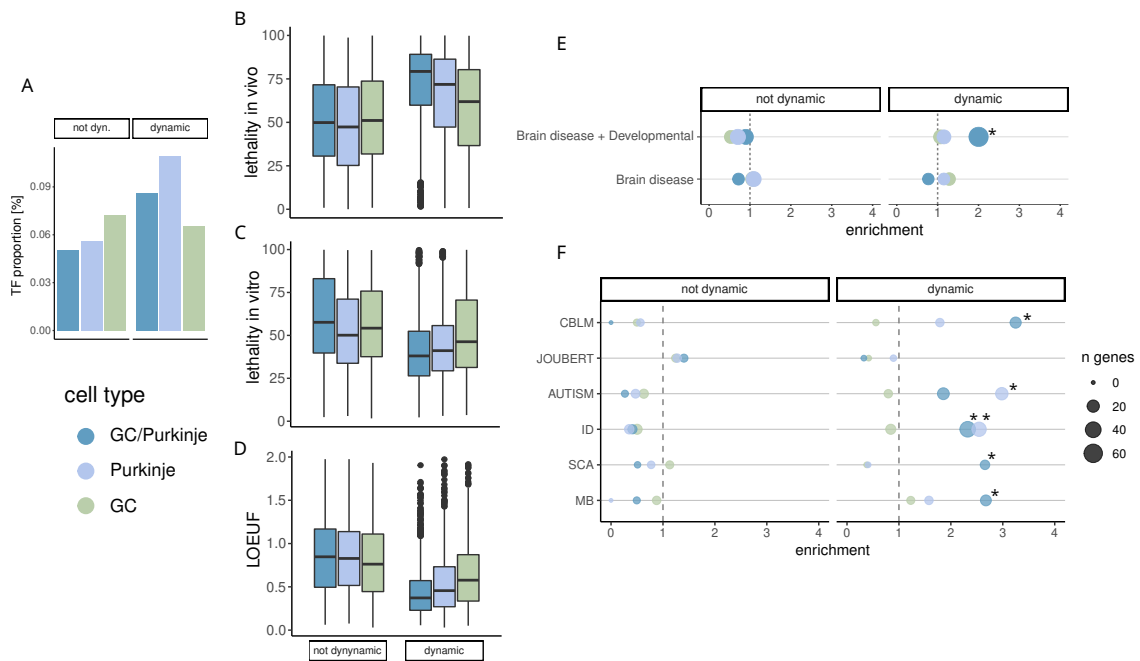 A
not dyn.
dynamic
TF proportion [%]
0.09
0.06
0.03
0.00
cell type
GC/Purkinje
Purkinje
GC
B
lethality in vivo
100
75
50
25
0
C
lethality in vitro
100
75
50
25
0
D
LOEUF
2.0
1.5
1.0
0.5
0.0
not dynynamic
dynamic
E
not dynamic
dynamic
Brain disease + Developmental
*
Brain disease
0 1 2 3 4
0 1 2 3 4
enrichment
F
not dynamic
dynamic
CBLM
*
JOUBERT
AUTISM
*
ID
* *
SCA
*
MB
*
0 1 2 3 4
0 1 2 3 4
enrichment
n genes
0
20
40
60